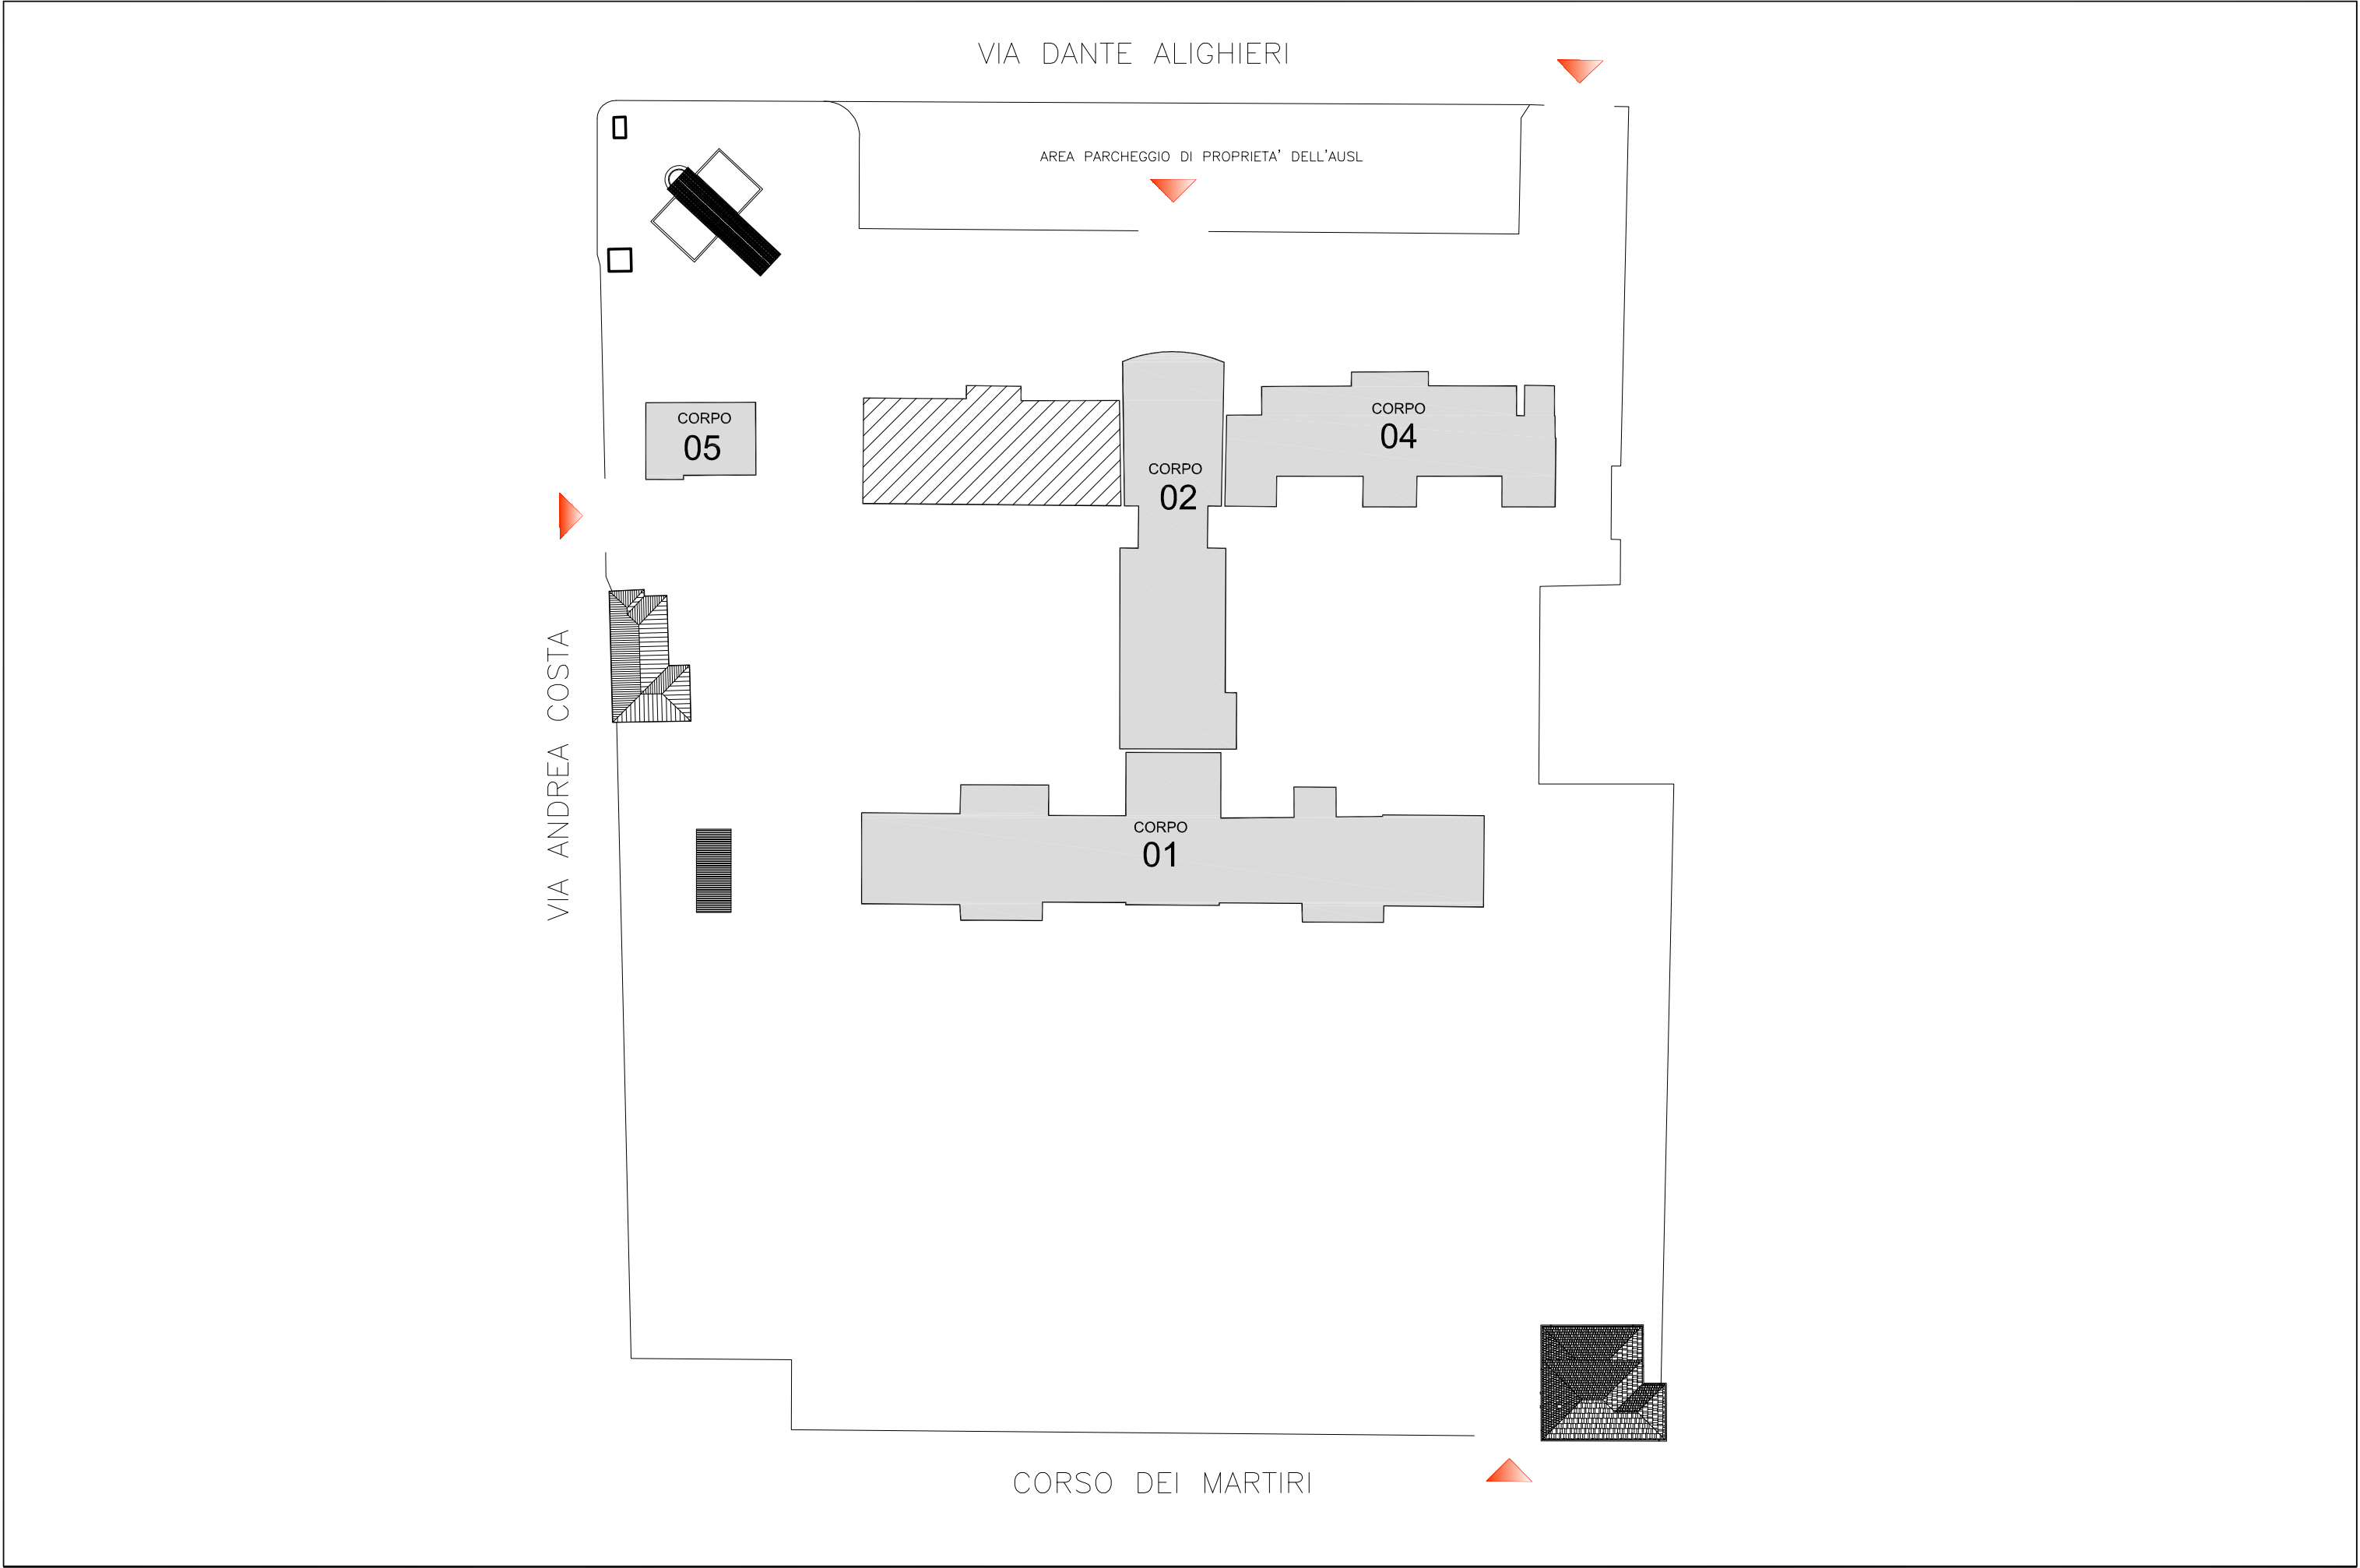 VIA DANTE ALIGHIERI
AREA PARCHEGGIO DI PROPRIETA' DELL'AUSL
CORPO
05
CORPO
04
CORPO
02
VIA ANDREA COSTA
CORPO
01
CORSO DEI MARTIRI